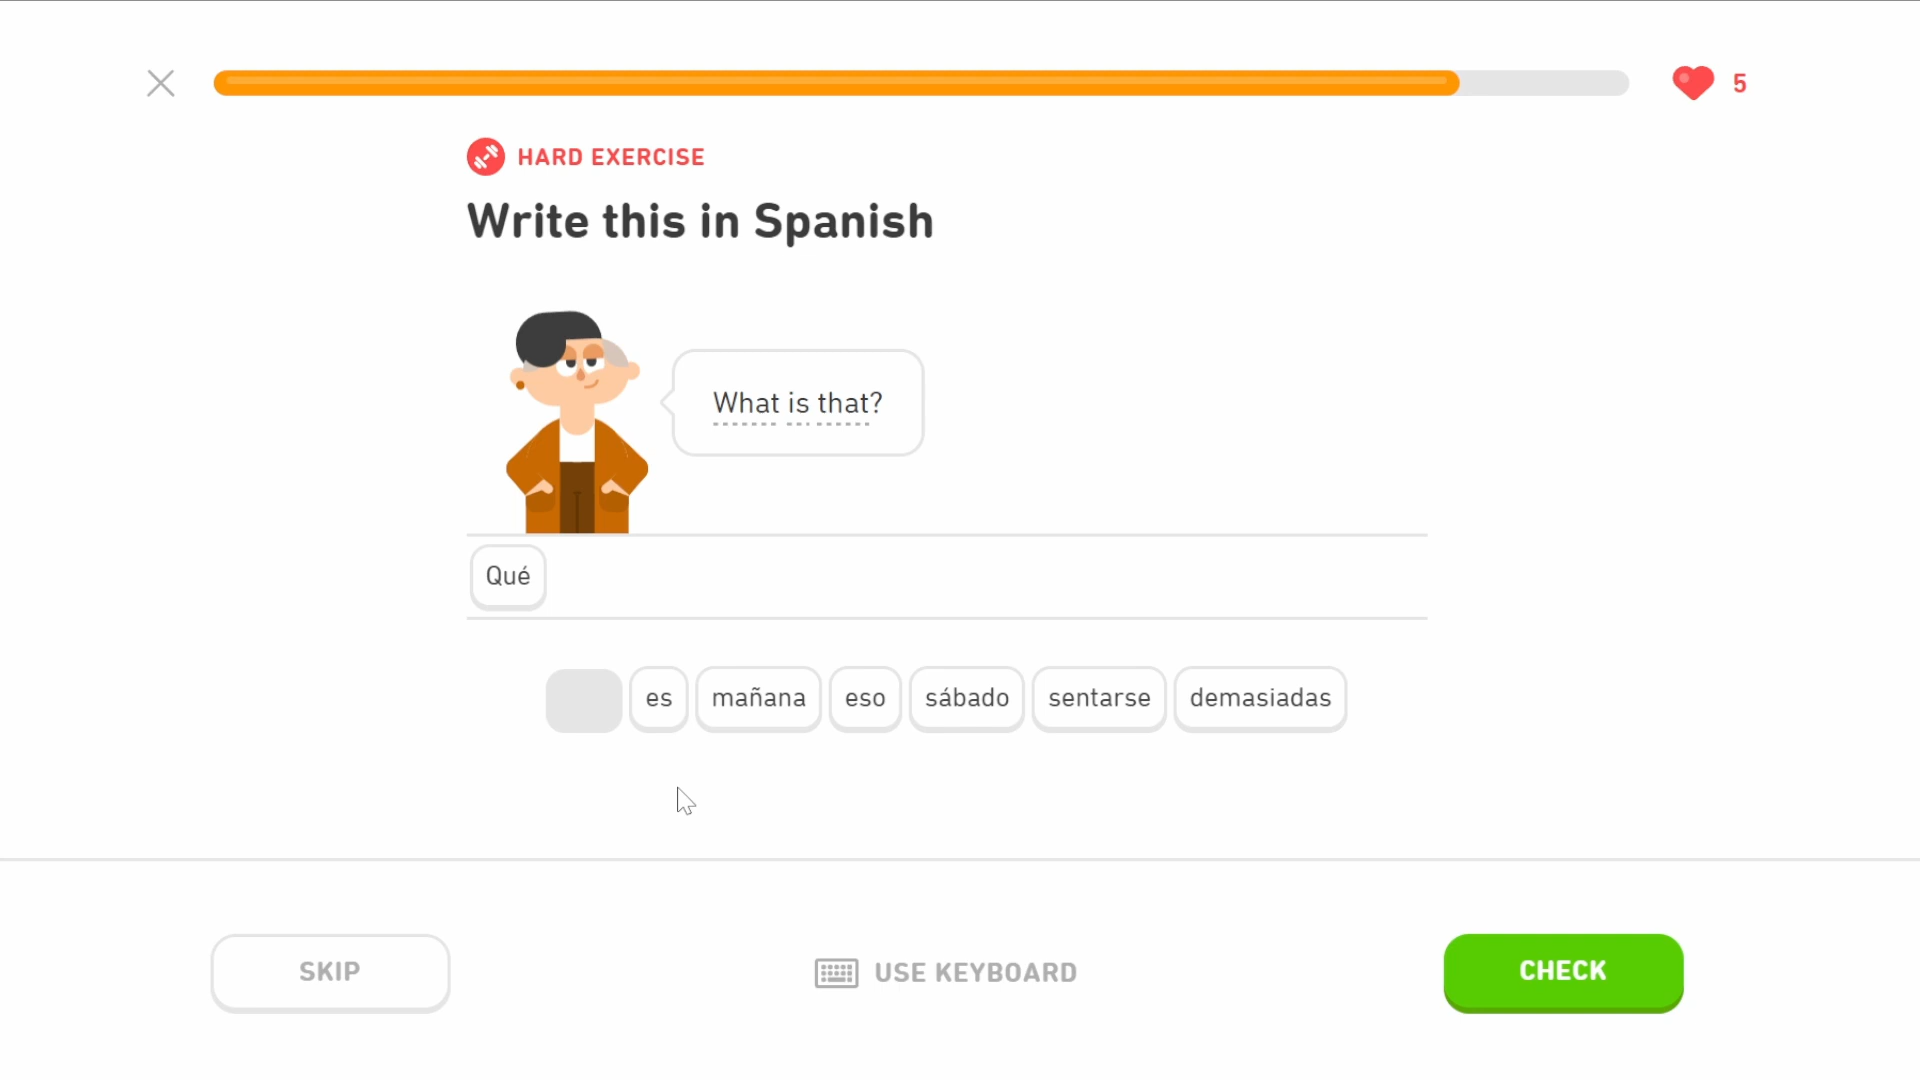 5
HARD EXERCISE
Write this in Spanish
What is that?
Qué
es mañana eso sábado sentarse demasiadas
SKIP USE KEYBOARD CHECK